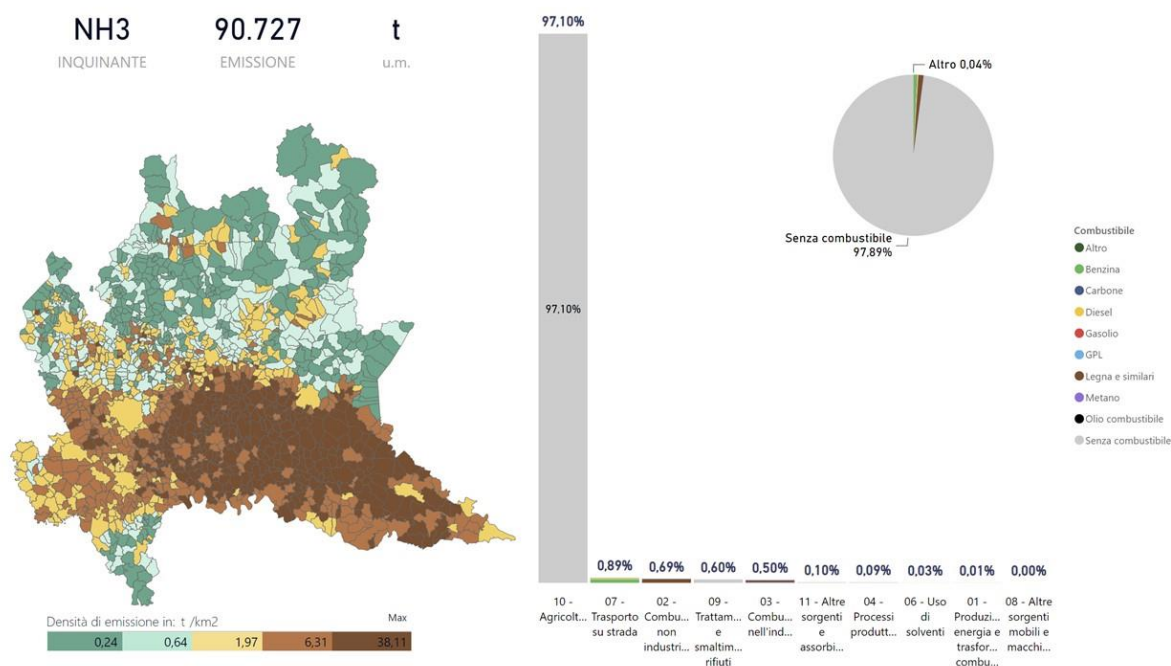 NH3
INQUINANTE
90.727
EMISSIONE
t
u.m.
Densità di emissione in: t /km2
Max
0,24
0,64
1,97
6,31
38,11
97,10%
97,10%
0,89%
0,69%
0,60%
0,50%
0,10%
0,09%
0,03%
0,01%
0,00%
10 -
Agricolt...
07 -
Trasporto
su strada
02 -
Combu...
non
industri...
09 -
Trattam...
e
smaltim...
rifiuti
03 -
Combu...
nell'ind...
11 - Altre
sorgenti
e
assorbi...
04 -
Processi
produtt...
06 - Uso
di
solventi
01 -
Produzi...
energia e
trasfor...
combu...
08 - Altre
sorgenti
mobili e
macchi...
Altro 0,04%
Senza combustibile
97,89%
Combustibile
Altro
Benzina
Carbone
Diesel
Gasolio
GPL
Legna e similari
Metano
Olio combustibile
Senza combustibile